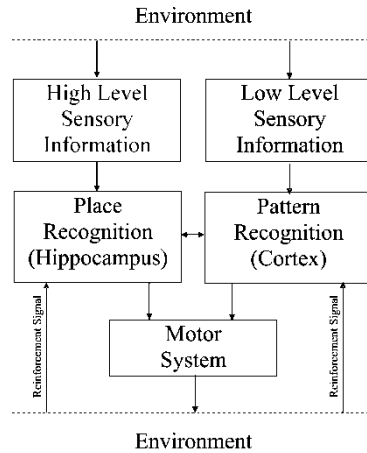 Environment
High Level
Sensory
Information
Low Level
Sensory
Information
Place
Recognition
(Hippocampus)
Pattern
Recognition
(Cortex)
Reinforcement Signal
Motor
System
Reinforcement Signal
Environment